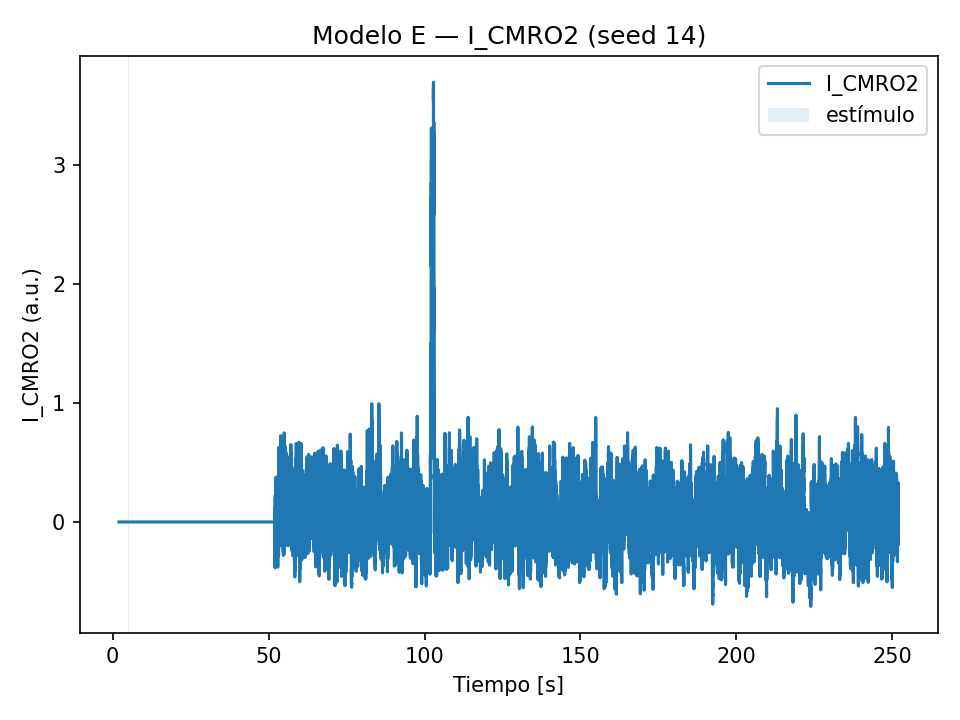 Modelo E — I_CMRO2 (seed 14)
I_CMRO2
estímulo
I_CMRO2 (a.u.)
3
2
1
0
0 50 100 150 200 250
Tiempo [s]